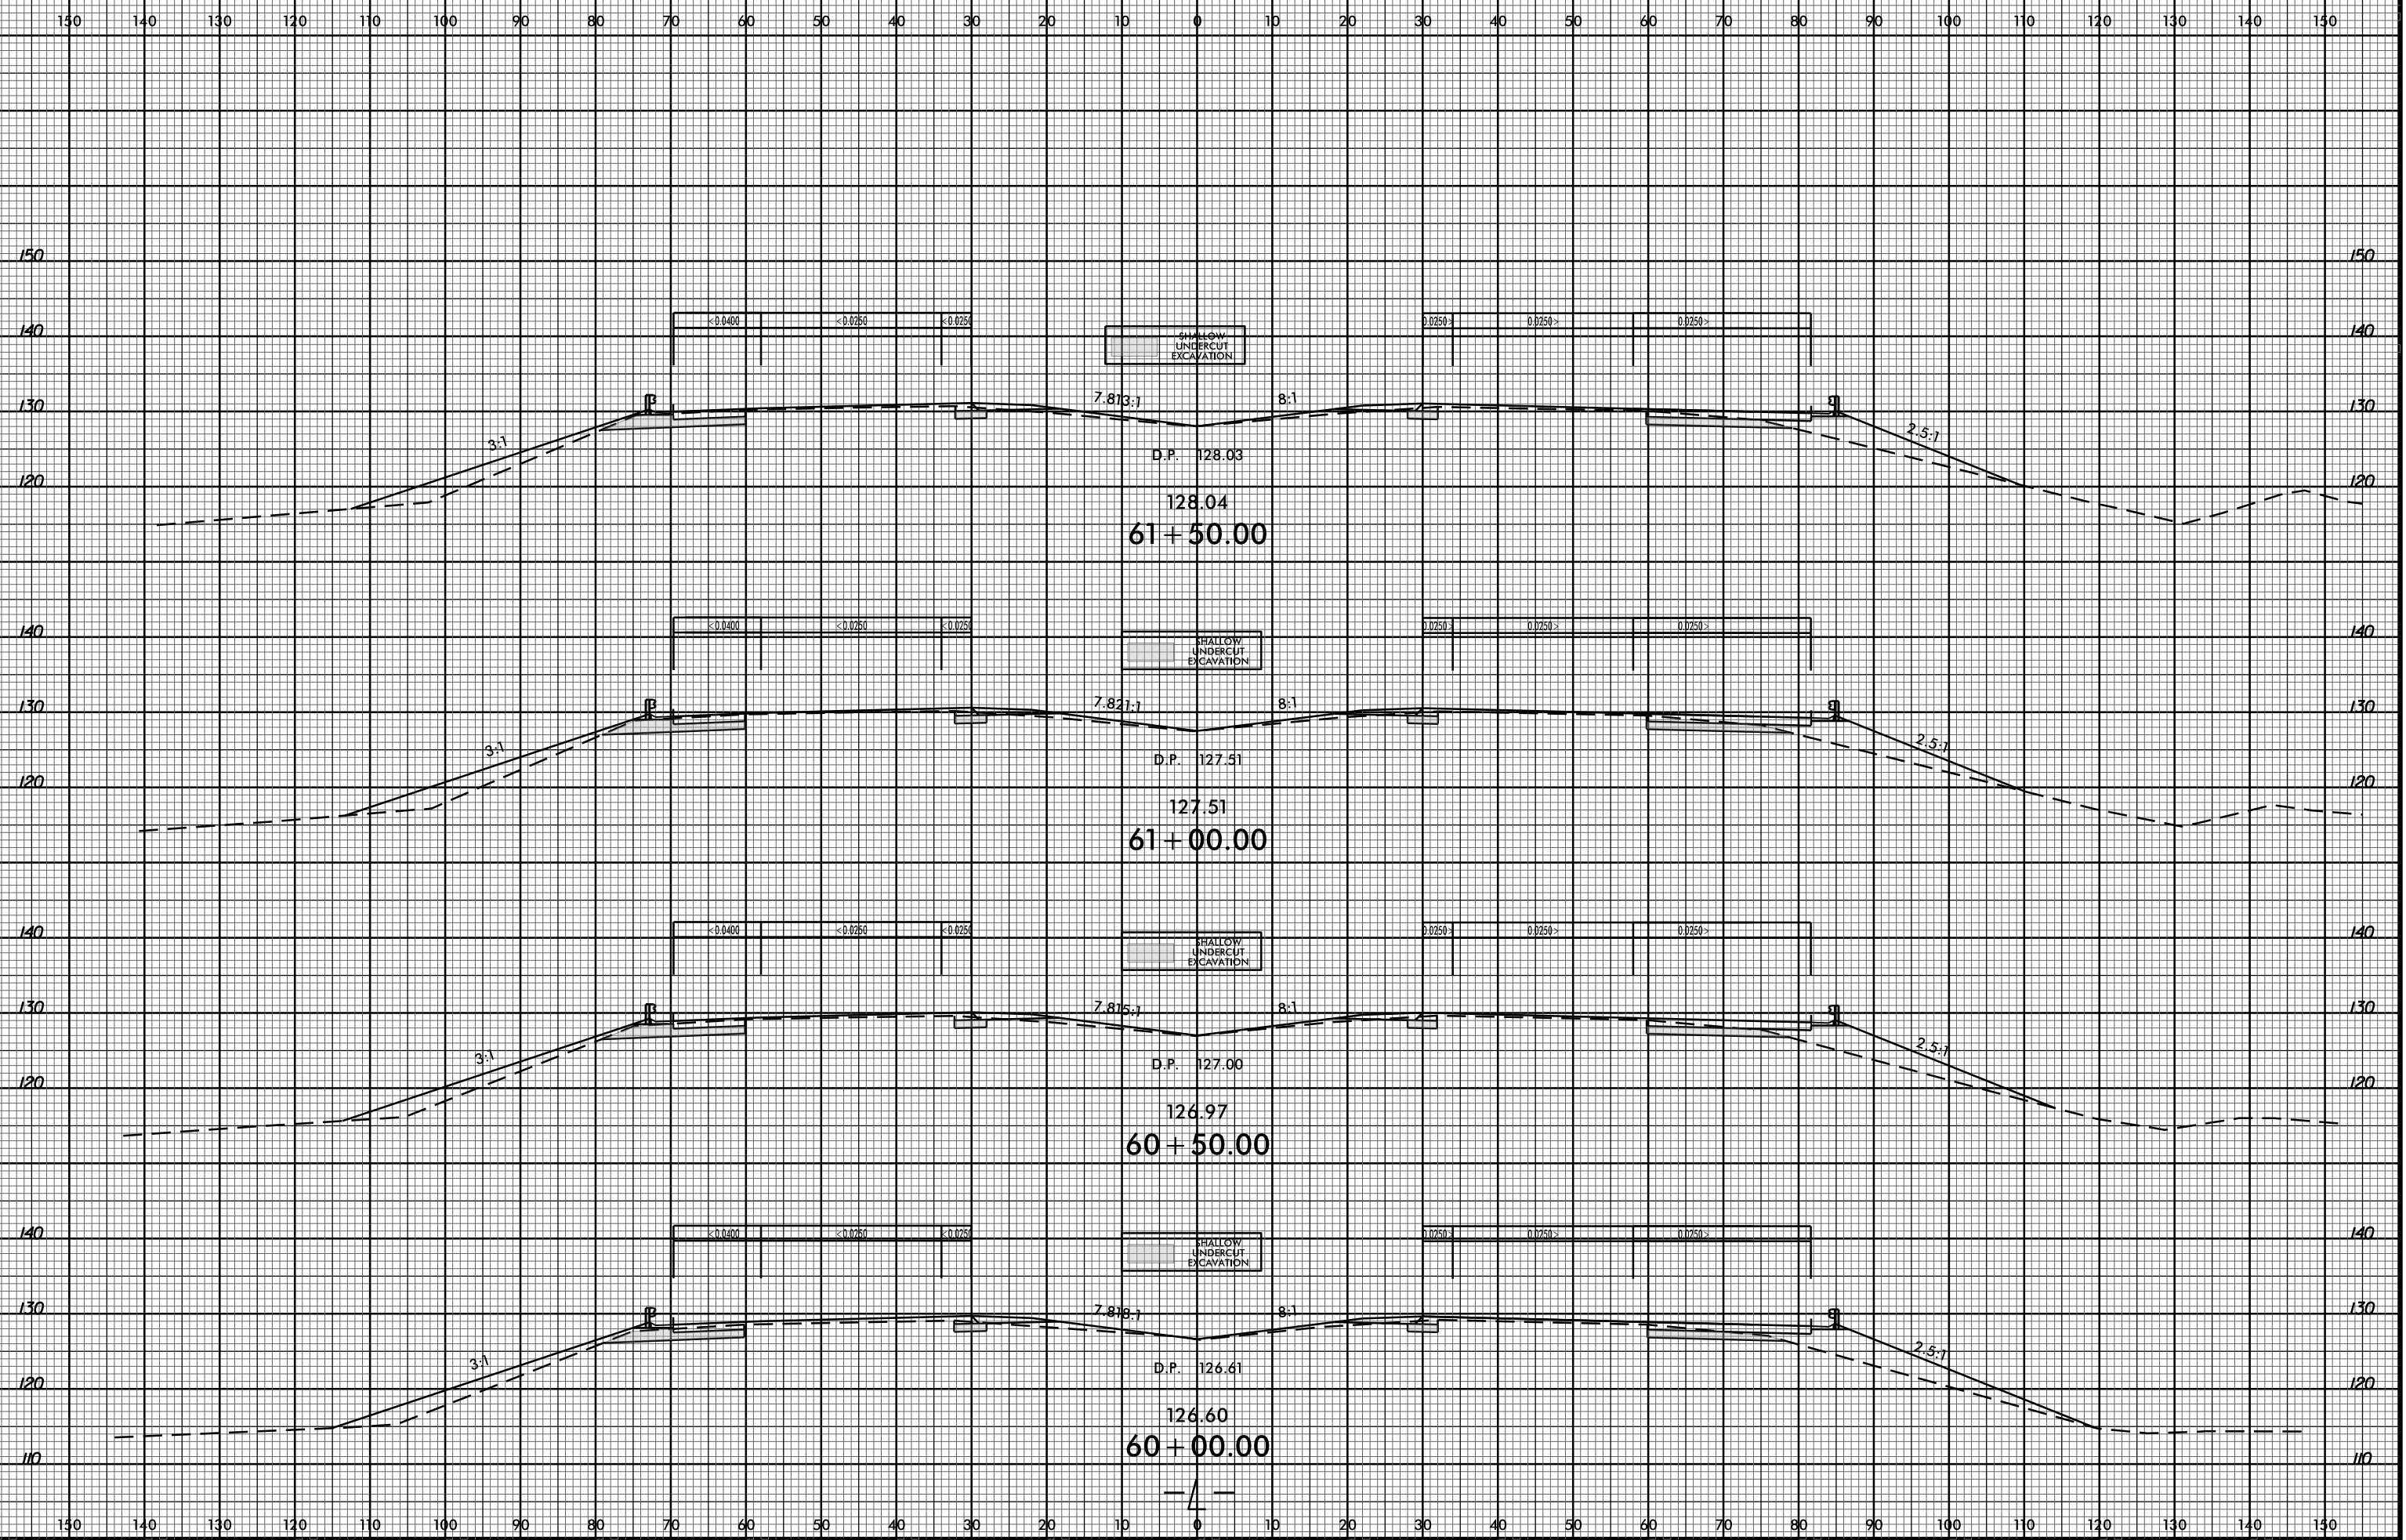 150 140 130 120 110 100 90 80 70 60 50 40 30 20 10 0 10 20 30 40 50 60 70 80 90 100 110 120 130 140 150
150 150
<0.0400 <0.0250 <0.0250 0.0250> 0.0250> 0.0250>
140 SHALLOW 140
UNDERCUT
EXCAVATION
130 7.813:1 8:1 130
3:1 2.5:1
D.P. 128.03
120 120
128.04
61+50.00
<0.0400 <0.0250 <0.0250 0.0250> 0.0250> 0.0250>
140 140
SHALLOW
UNDERCUT
EXCAVATION
130 7.821:1 8:1 130
3:1 2.5:1
D.P. 127.51
120 120
127.51
61+00.00
<0.0400 <0.0250 <0.0250 0.0250> 0.0250> 0.0250>
140 140
SHALLOW
UNDERCUT
EXCAVATION
130 7.815:1 8:1 130
3:1 2.5:1
D.P. 127.00
120 120
126.97
60+50.00
<0.0400 <0.0250 <0.0250 0.0250> 0.0250> 0.0250>
140 140
SHALLOW
UNDERCUT
EXCAVATION
130 7.818:1 8:1 130
3:1 2.5:1
D.P. 126.61
120 120
126.60
60+00.00
110 110
-L-
150 140 130 120 110 100 90 80 70 60 50 40 30 20 10 0 10 20 30 40 50 60 70 80 90 100 110 120 130 140 150